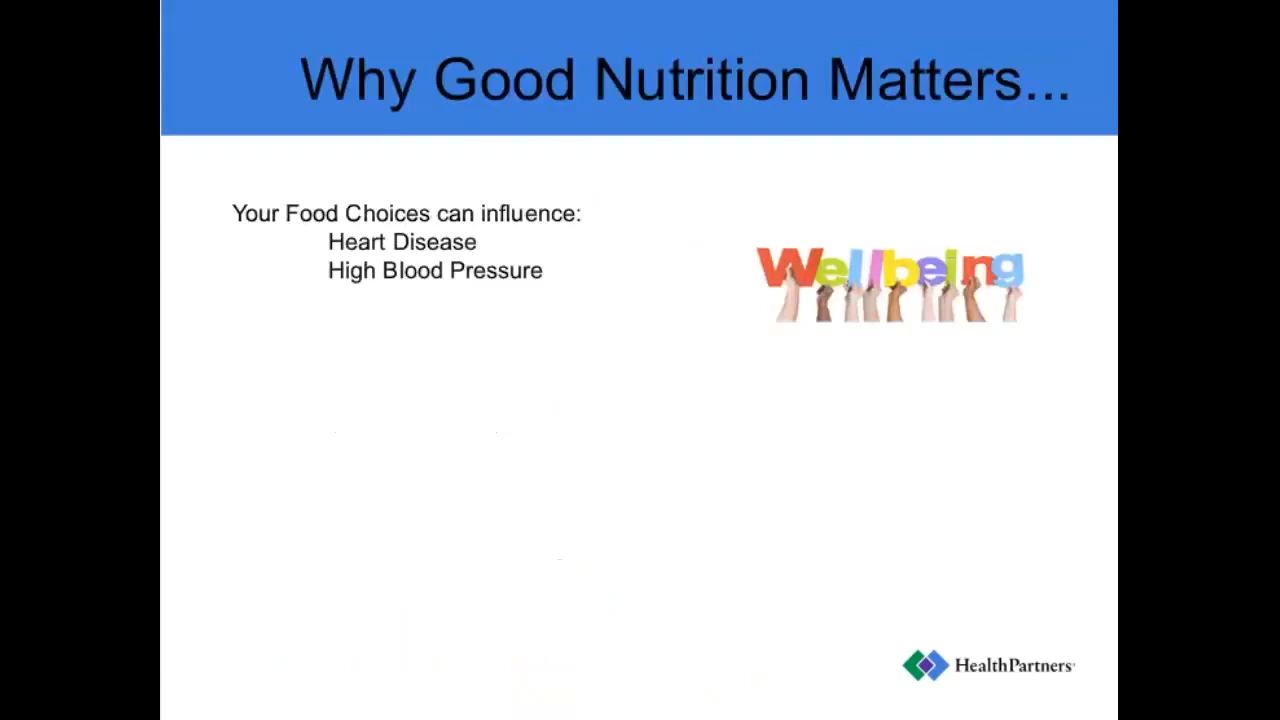 Why Good Nutrition Matters...
Your Food Choices can influence:
Heart Disease
High Blood Pressure
Wellbeing
HealthPartners